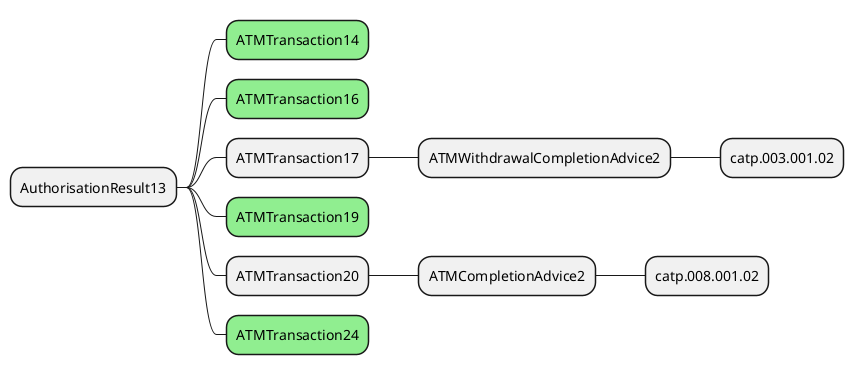 ATMTransaction14
ATMTransaction16
ATMTransaction17
ATMWithdrawalCompletionAdvice2
catp.003.001.02
AuthorisationResult13
ATMTransaction19
ATMTransaction20
ATMCompletionAdvice2
catp.008.001.02
ATMTransaction24